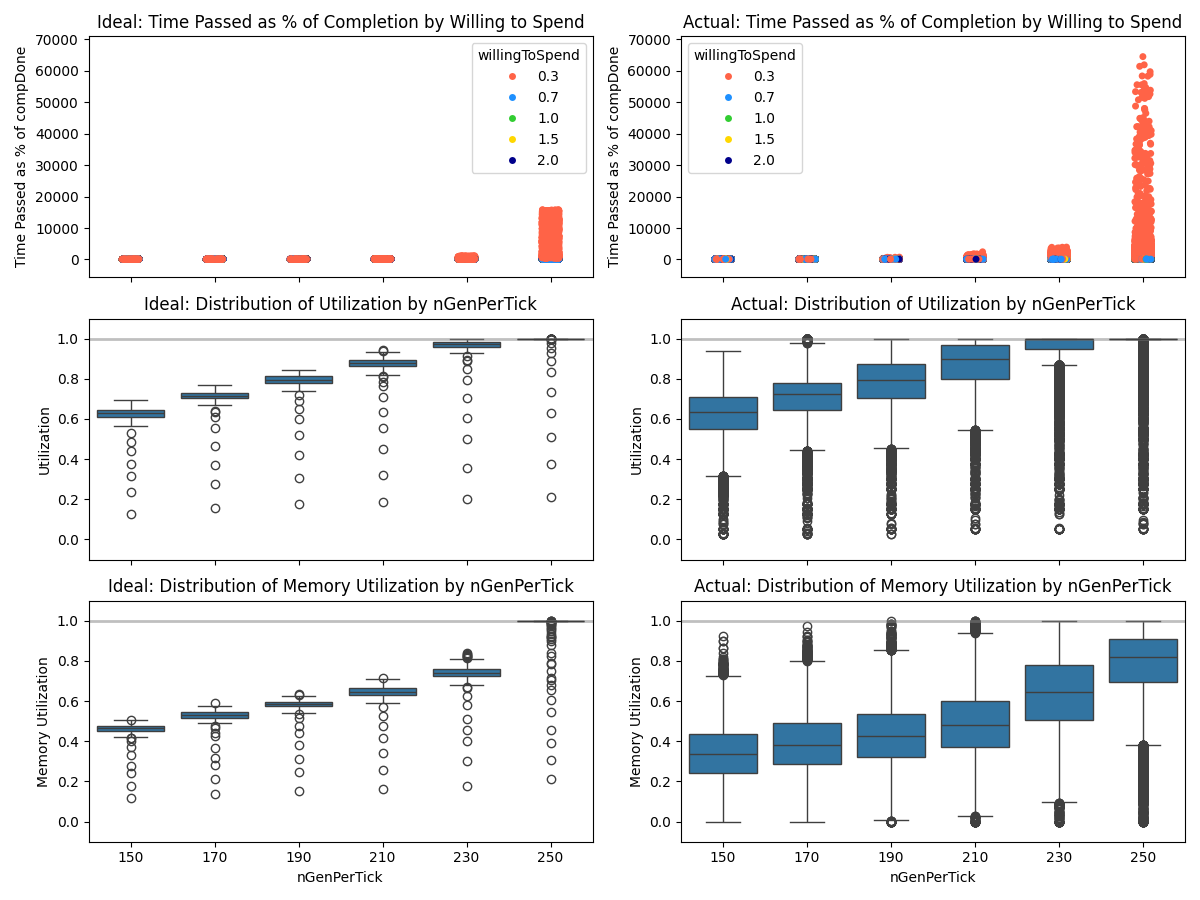 Ideal: Time Passed as % of Completion by Willing to Spend
Time Passed as % of compDone
70000
60000
50000
40000
30000
20000
10000
0
willingToSpend
0.3
0.7
1.0
1.5
2.0
Actual: Time Passed as % of Completion by Willing to Spend
Time Passed as % of compDone
70000
60000
50000
40000
30000
20000
10000
0
willingToSpend
0.3
0.7
1.0
1.5
2.0
Ideal: Distribution of Utilization by nGenPerTick
Utilization
1.0
0.8
0.6
0.4
0.2
0.0
Actual: Distribution of Utilization by nGenPerTick
Utilization
1.0
0.8
0.6
0.4
0.2
0.0
Ideal: Distribution of Memory Utilization by nGenPerTick
Memory Utilization
1.0
0.8
0.6
0.4
0.2
0.0
150 170 190 210 230 250
nGenPerTick
Actual: Distribution of Memory Utilization by nGenPerTick
Memory Utilization
1.0
0.8
0.6
0.4
0.2
0.0
150 170 190 210 230 250
nGenPerTick